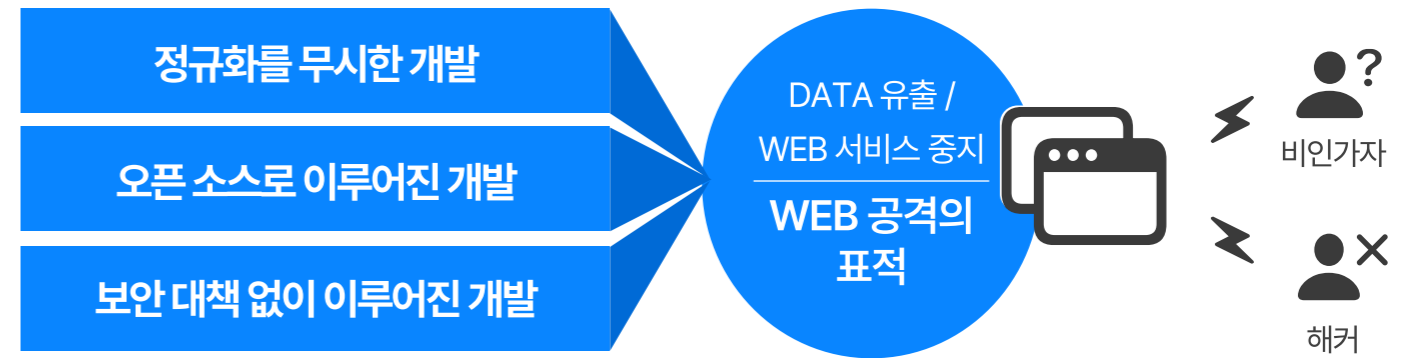 정규화를 무시한 개발
오픈 소스로 이루어진 개발
보안 대책 없이 이루어진 개발
DATA 유출 /
WEB 서비스 중지
WEB 공격의
표적
?
비인가자
해커